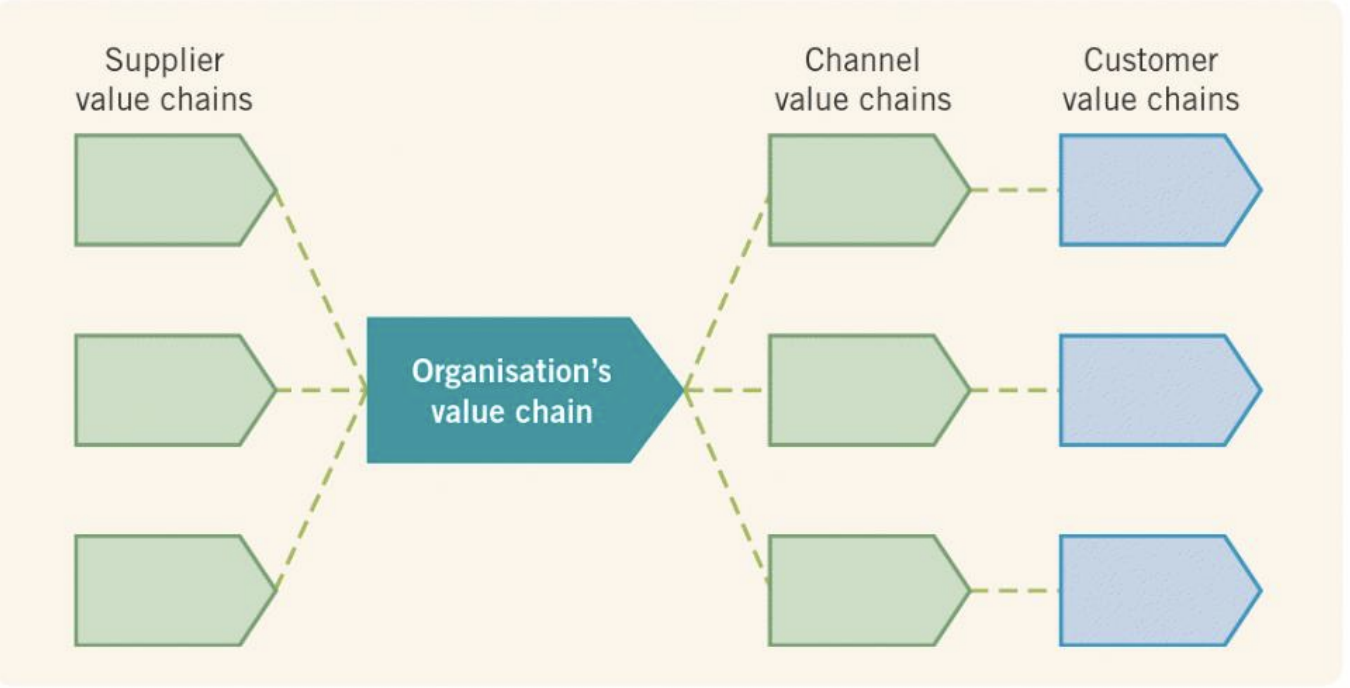 Supplier
value chains
Channel
value chains
Customer
value chains
Organisation’s
value chain